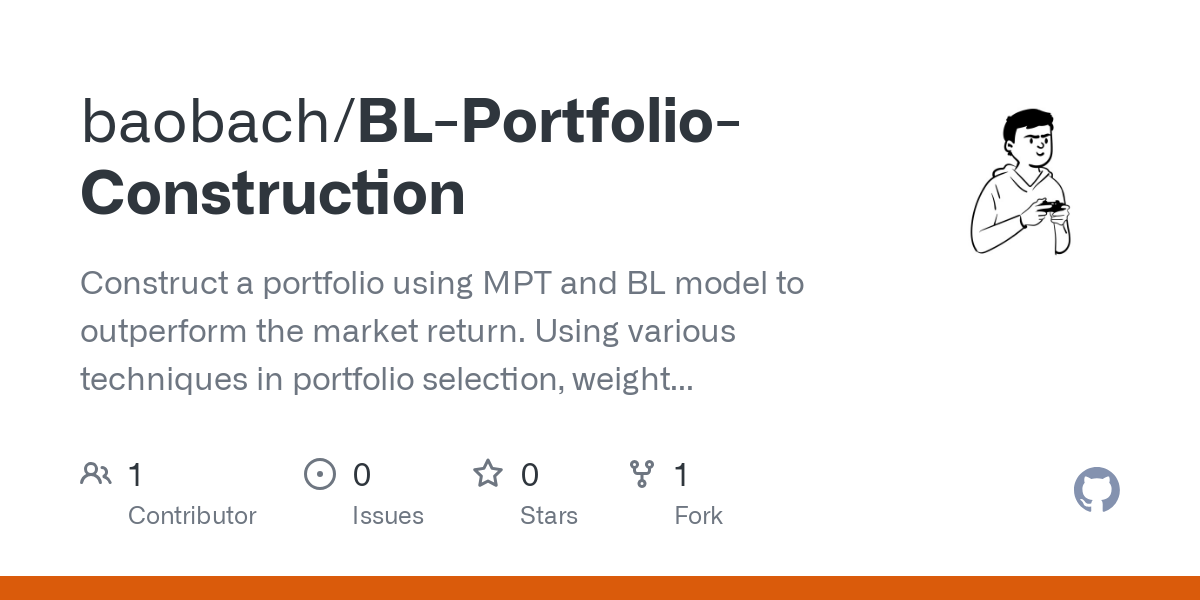 baobach/BL-Portfolio-
Construction
Construct a portfolio using MPT and BL model to
outperform the market return. Using various
techniques in portfolio selection, weight...
1 0 0 1
Contributor Issues Stars Fork